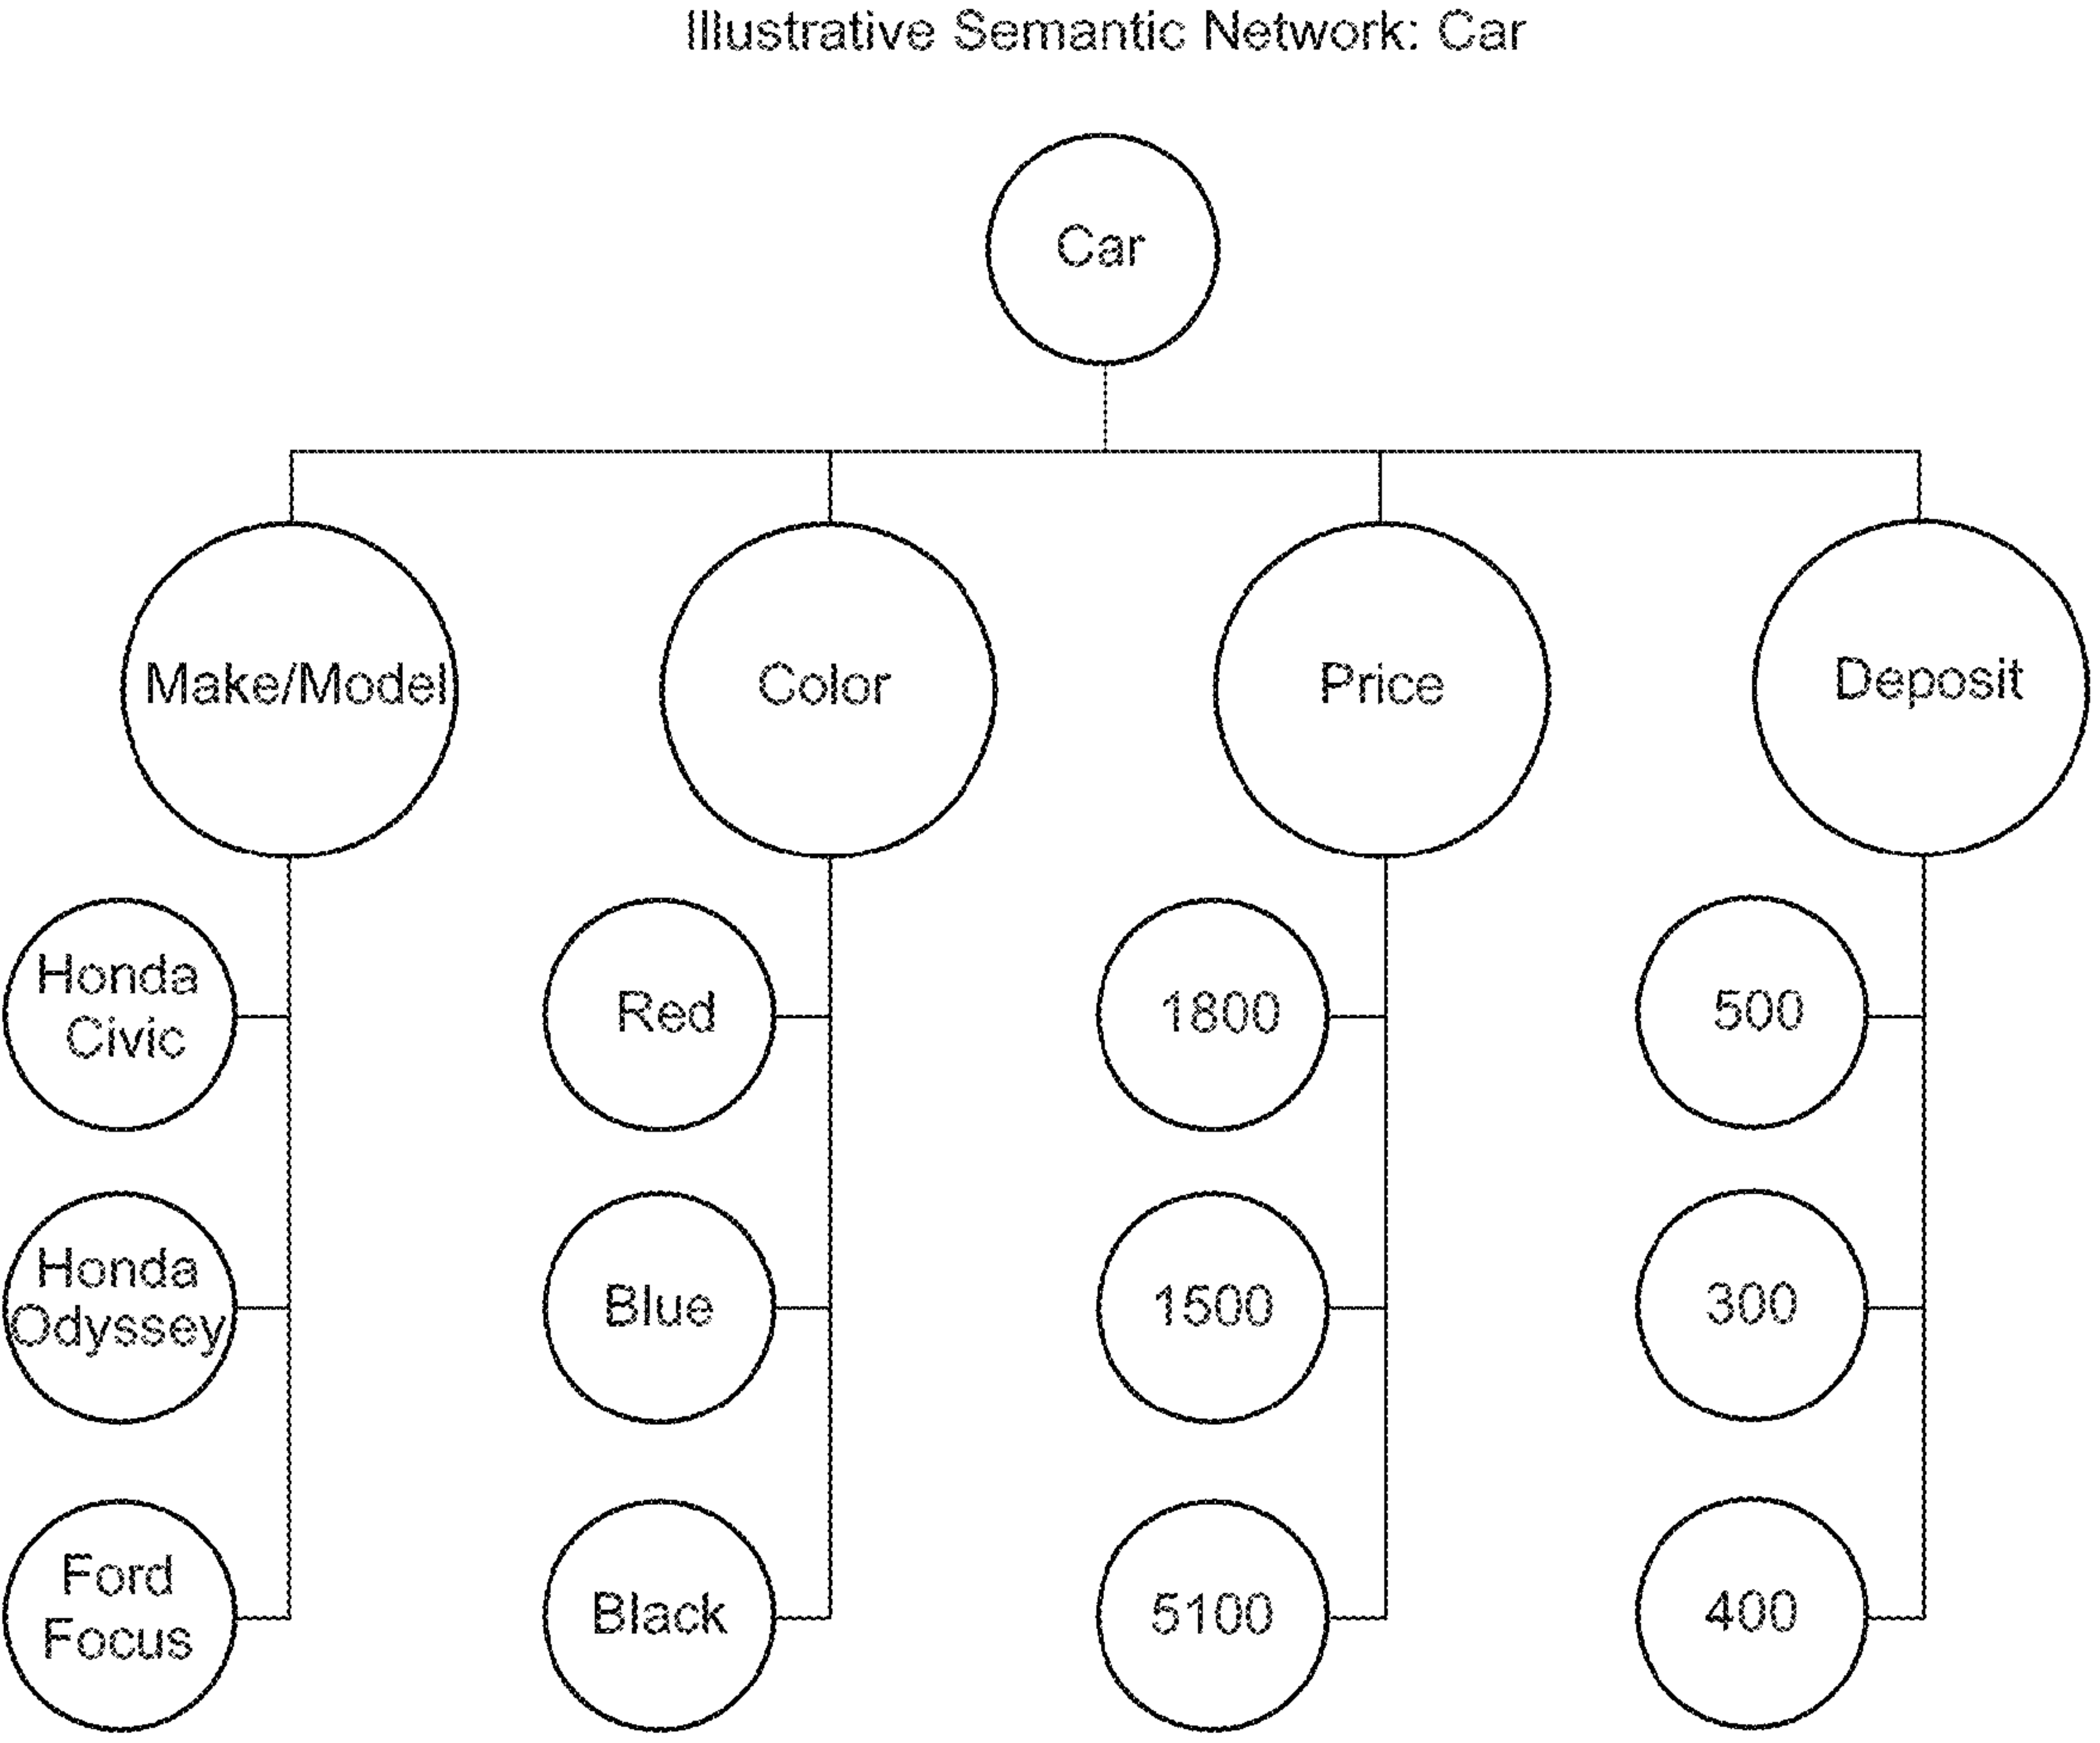 Illustrative Semantic Network: Car
Car
Make/Model
Color
Price
Deposit
Honda
Civic
Red
1800
500
Honda
Odyssey
Blue
1500
300
Ford
Focus
Black
5100
400